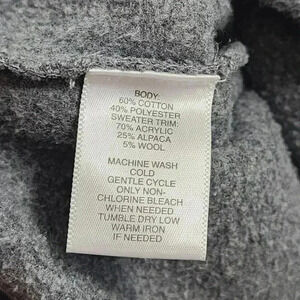 BODY:
60% COTTON
40% POLYESTER
SWEATER TRIM:
70% ACRYLIC
25% ALPACA
5% WOOL
MACHINE WASH
COLD
GENTLE CYCLE
ONLY NON-
CHLORINE BLEACH
WHEN NEEDED
TUMBLE DRY LOW
WARM IRON
IF NEEDED